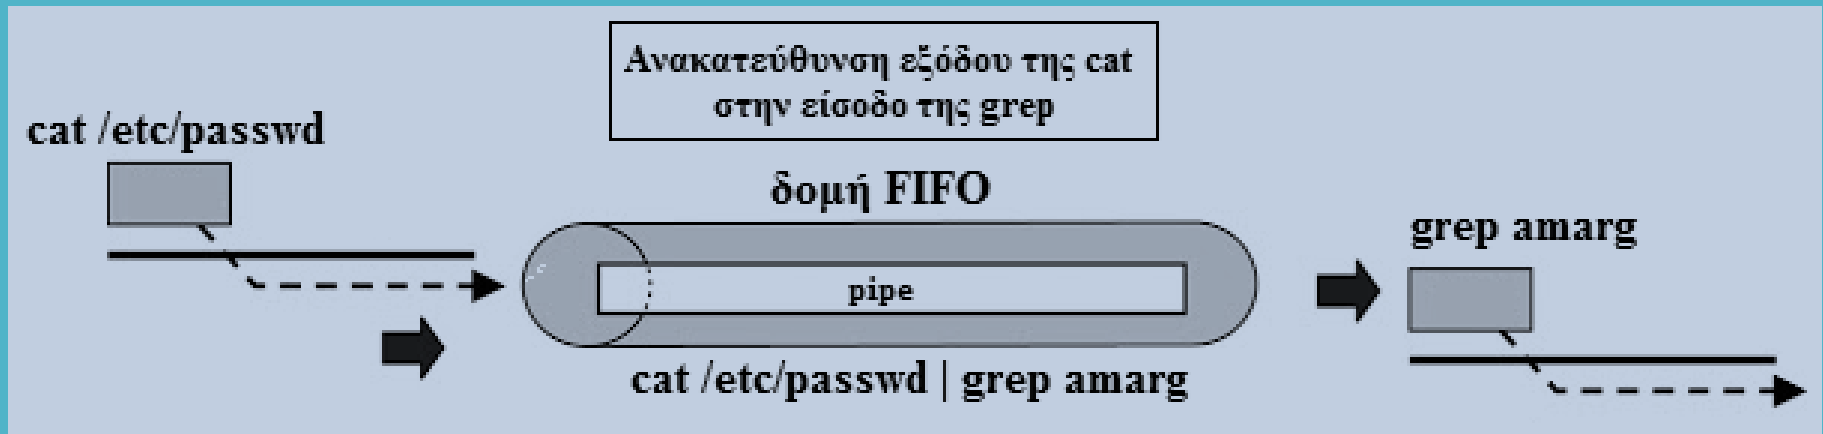 Ανακατεύθυνση εξόδου της cat
στην είσοδο της grep
cat /etc/passwd
δομή FIFO
grep amarg
pipe
cat /etc/passwd | grep amarg